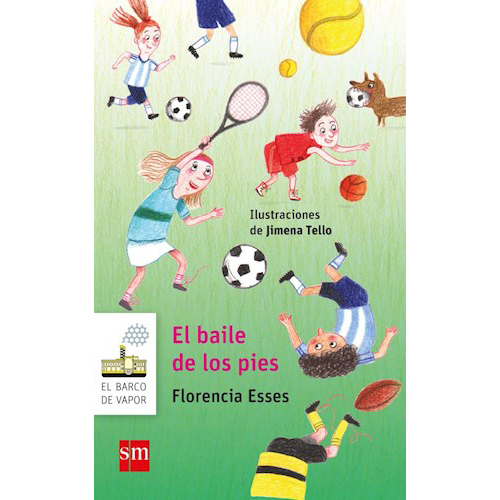 Ilustraciones
de Jimena Tello
El baile
de los pies
Florencia Esses
EL BARCO
DE VAPOR
sm